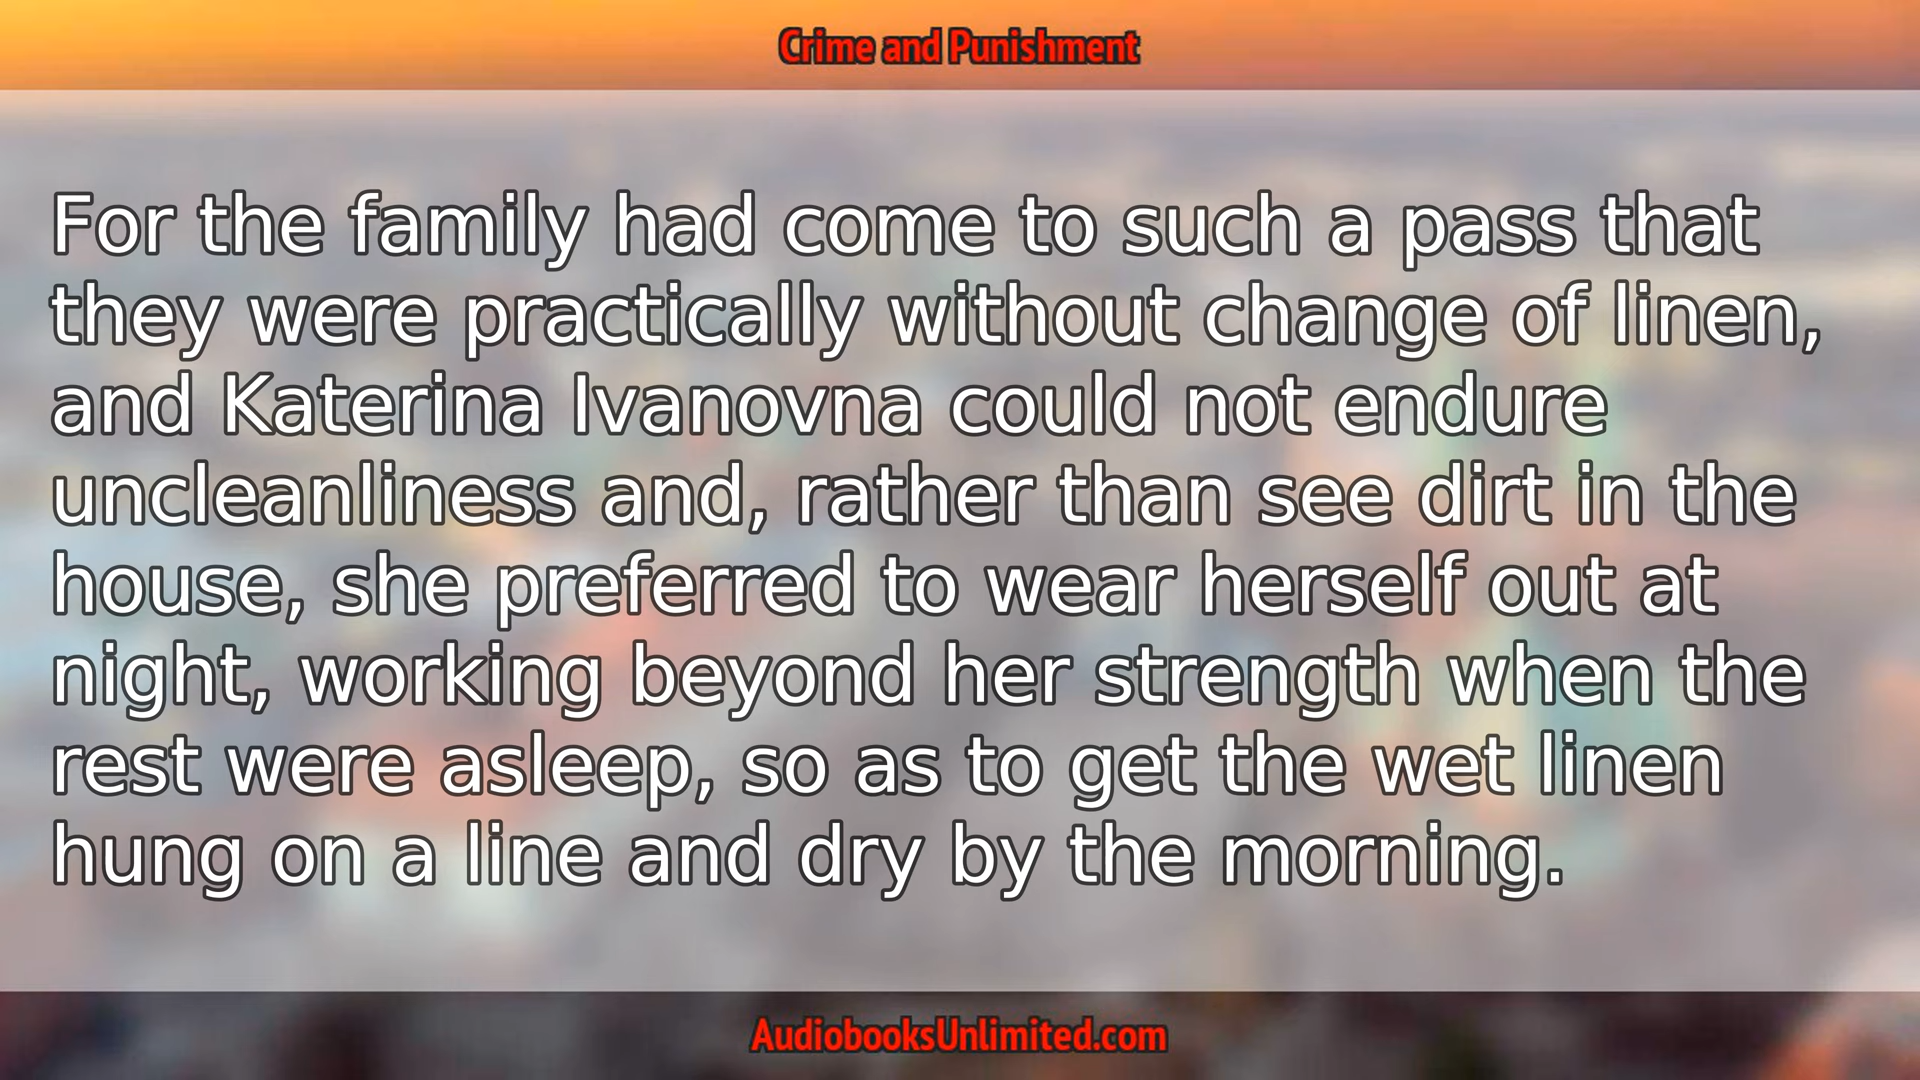 Crime and Punishment
For the family had come to such a pass that
they were practically without change of linen,
and Katerina Ivanovna could not endure
uncleanliness and, rather than see dirt in the
house, she preferred to wear herself out at
night, working beyond her strength when the
rest were asleep, so as to get the wet linen
hung on a line and dry by the morning.
AudiobooksUnlimited.com